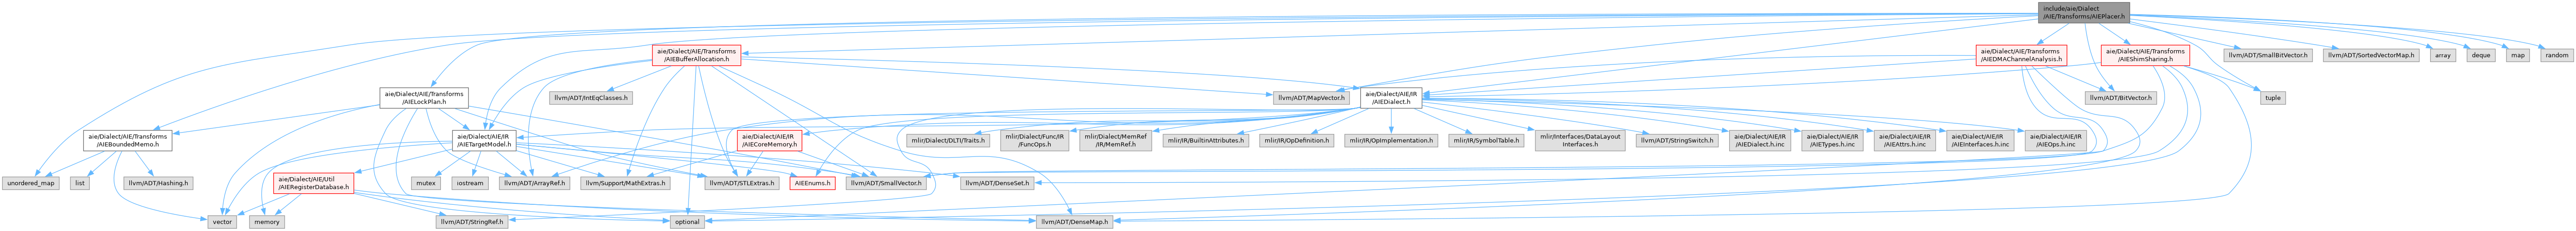 include/aie/Dialect
/AIE/Transforms/AIEPlacer.h
aie/Dialect/AIE/Transforms
/AIEBufferAllocation.h
aie/Dialect/AIE/Transforms
/AIEDMAChannelAnalysis.h
aie/Dialect/AIE/Transforms
/AIEShimSharing.h
llvm/ADT/SmallBitVector.h
llvm/ADT/SortedVectorMap.h
array
deque
map
random
aie/Dialect/AIE/Transforms
/AIELockPlan.h
llvm/ADT/IntEqClasses.h
llvm/ADT/MapVector.h
aie/Dialect/AIE/IR
/AIEDialect.h
llvm/ADT/BitVector.h
tuple
aie/Dialect/AIE/Transforms
/AIEBoundedMemo.h
aie/Dialect/AIE/IR
/AIETargetModel.h
aie/Dialect/AIE/IR
/AIECoreMemory.h
mlir/Dialect/DLTI/Traits.h
mlir/Dialect/Func/IR
/FuncOps.h
mlir/Dialect/MemRef
/IR/MemRef.h
mlir/IR/BuiltinAttributes.h
mlir/IR/OpDefinition.h
mlir/IR/OpImplementation.h
mlir/IR/SymbolTable.h
mlir/Interfaces/DataLayout
Interfaces.h
llvm/ADT/StringSwitch.h
aie/Dialect/AIE/IR
/AIEDialect.h.inc
aie/Dialect/AIE/IR
/AIETypes.h.inc
aie/Dialect/AIE/IR
/AIEAttrs.h.inc
aie/Dialect/AIE/IR
/AIEInterfaces.h.inc
aie/Dialect/AIE/IR
/AIEOps.h.inc
unordered_map
list
llvm/ADT/Hashing.h
aie/Dialect/AIE/Util
/AIERegisterDatabase.h
mutex
iostream
llvm/ADT/ArrayRef.h
llvm/Support/MathExtras.h
llvm/ADT/STLExtras.h
AIEEnums.h
llvm/ADT/SmallVector.h
llvm/ADT/DenseSet.h
vector
memory
llvm/ADT/StringRef.h
optional
llvm/ADT/DenseMap.h